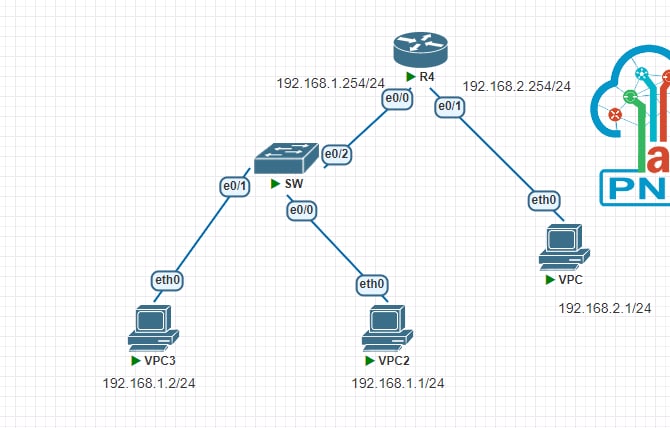 R4
192.168.1.254/24
192.168.2.254/24
e0/0
e0/1
e0/2
SW
e0/1
e0/0
eth0
VPC
192.168.2.1/24
eth0
VPC3
192.168.1.2/24
eth0
VPC2
192.168.1.1/24
a
PN